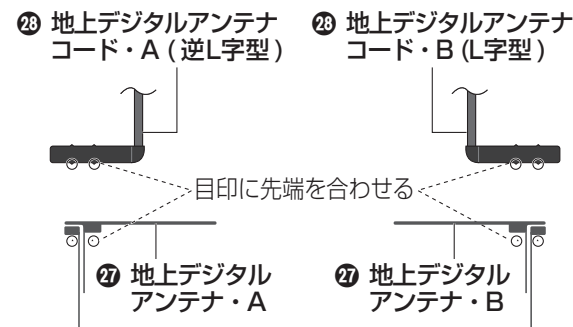 ㉘ 地上デジタルアンテナ
コード・A ( 逆L字型 )
㉘ 地上デジタルアンテナ
コード・B (L字型 )
目印に先端を合わせる
㉗ 地上デジタル
アンテナ・A
㉗ 地上デジタル
アンテナ・B